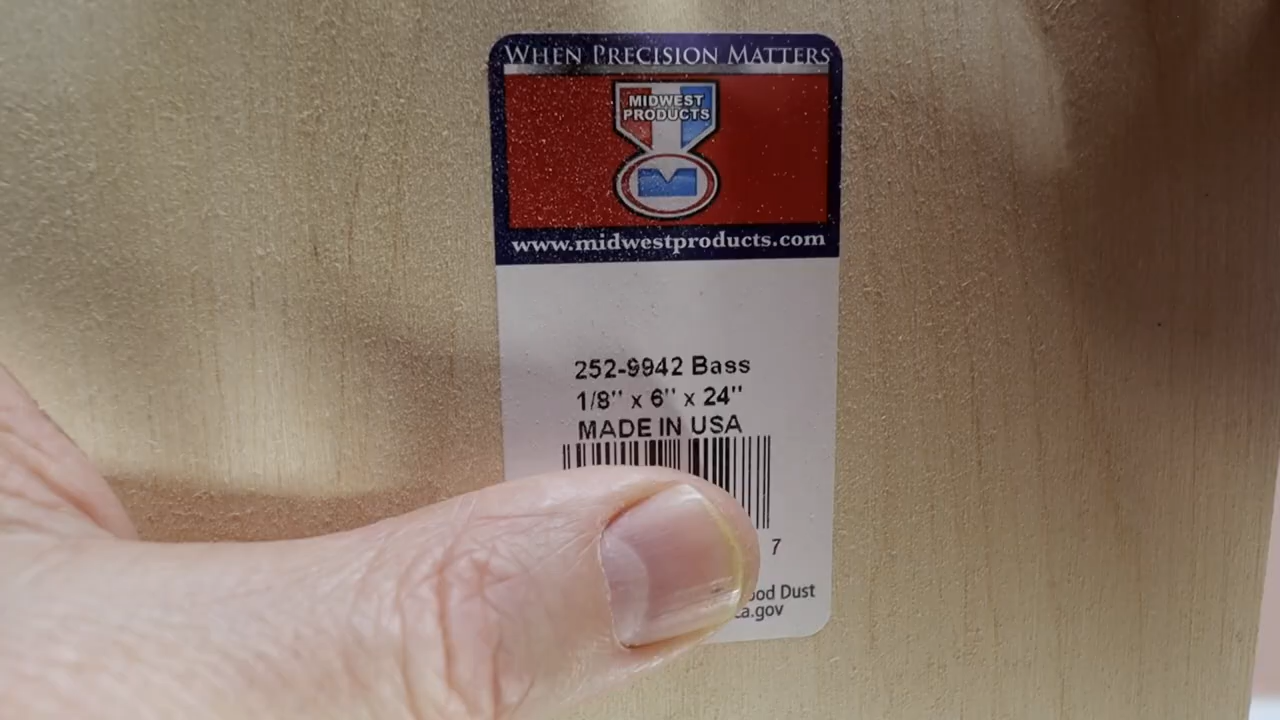 WHEN PRECISION MATTERS
MIDWEST
PRODUCTS
www.midwestproducts.com
252-9942 Bass
1/8" x 6" x 24"
MADE IN USA
7
Dust
ca.gov